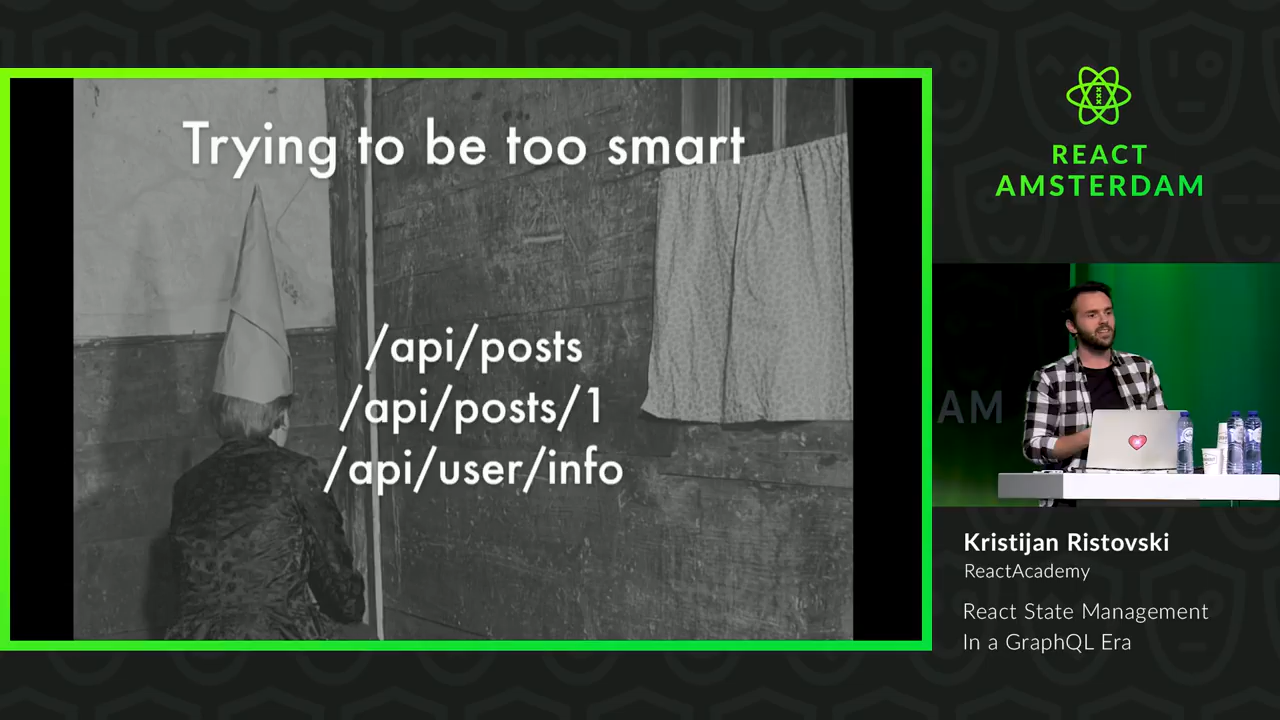 Trying to be too smart
/api/posts
/api/posts/1
/api/user/info
REACT
AMSTERDAM
AM
Kristijan Ristovski
ReactAcademy
React State Management
In a GraphQL Era